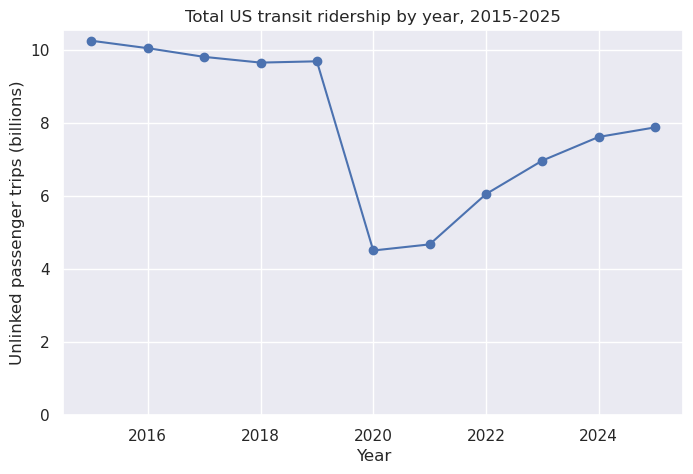 Total US transit ridership by year, 2015-2025
Unlinked passenger trips (billions)
10
8
6
4
2
0
2016 2018 2020 2022 2024
Year